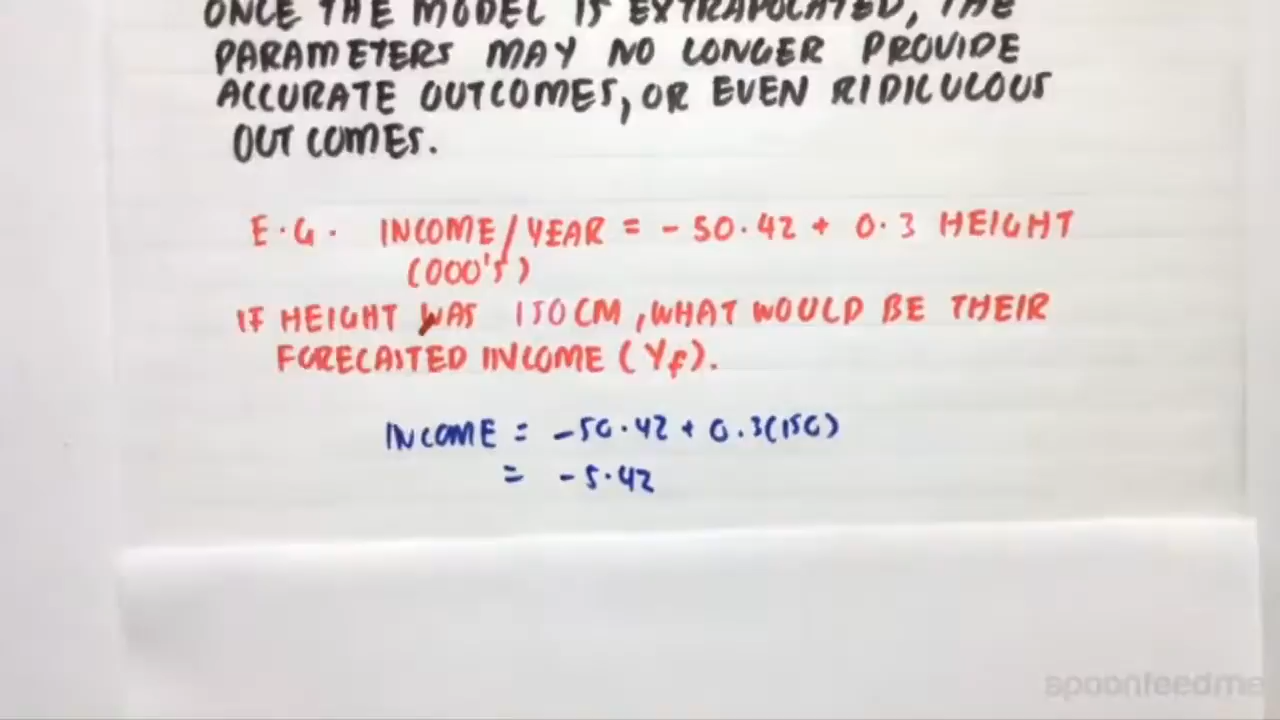 ONCE THE MODEL IS EXTRAPOLATED, THE
PARAMETERS MAY NO LONGER PROVIDE
ACCURATE OUTCOMES, OR EVEN RIDICULOUS
OUTCOMES.
E.G. INCOME/YEAR = -50.42 + 0.3 HEIGHT
(000's)
IF HEIGHT WAS 150CM, WHAT WOULD BE THEIR
FORECASTED INCOME (Yf).
INCOME = -50.42 + 0.3(150)
= -5.42
spoonfeedme